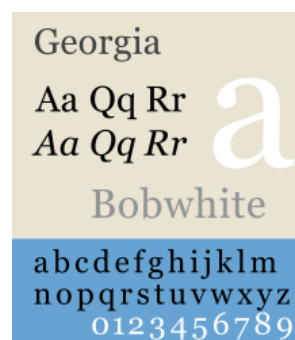 Georgia
Aa Qq Rr
Aa Qq Rr
a
Bobwhite
abcdefghijklm
nopqrstuvwxyz
0123456789